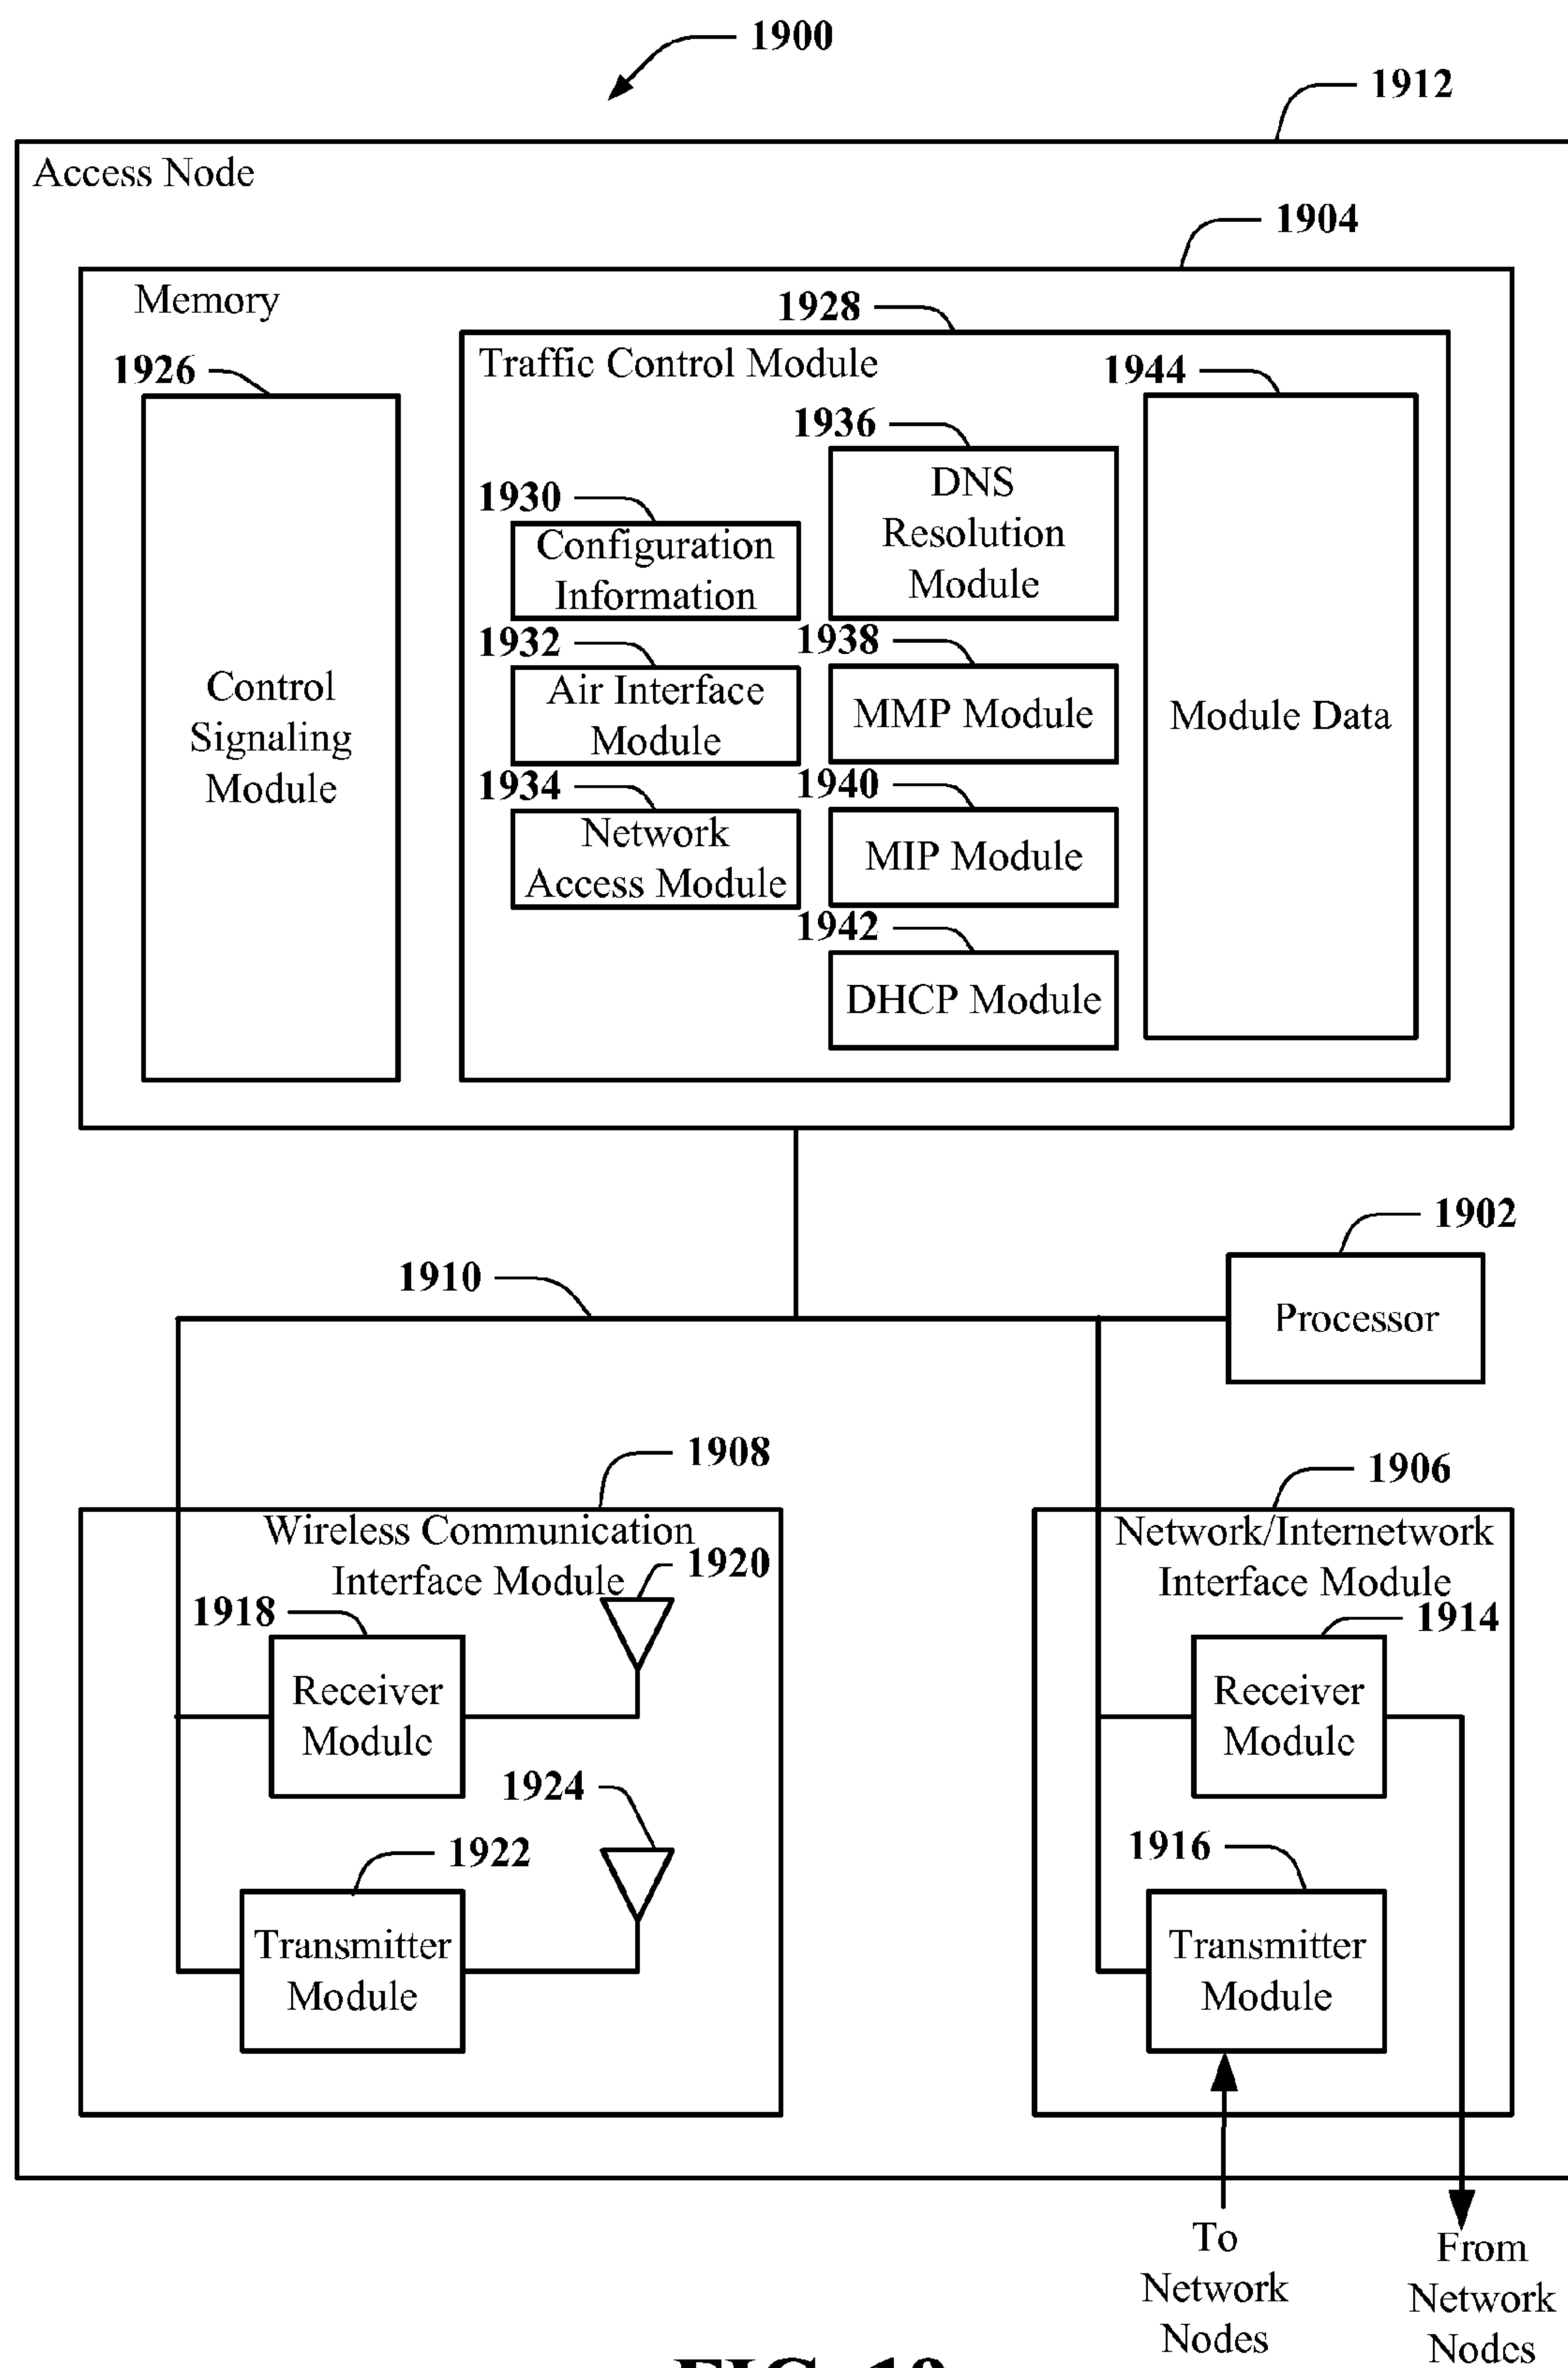 1900
1912
Access Node
1904
Memory
1928
1926
Traffic Control Module
1944
1936
DNS
Resolution
Module
1930
Configuration
Information
1932
1938
Air Interface
Module
MMP Module
Module Data
Control
Signaling
Module
1934
1940
Network
Access Module
MIP Module
1942
DHCP Module
1902
1910
Processor
1908
1906
Wireless Communication
Interface Module
Network/Internetwork
Interface Module
1920
1918
1914
Receiver
Module
Receiver
Module
1924
1922
1916
Transmitter
Module
Transmitter
Module
To
Network
Nodes
From
Network
Nodes